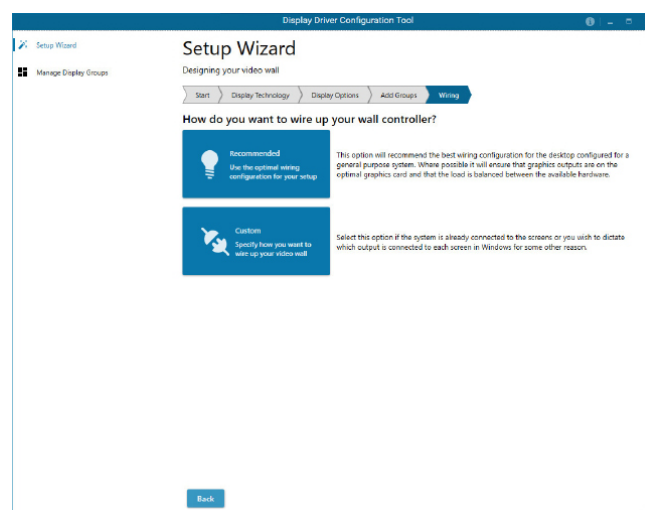 Display Driver Configuration Tool
Setup Wizard
Manage Display Groups
Setup Wizard
Designing your video wall
Start
Display Technology
Display Options
Add Groups
Wiring
How do you want to wire up your wall controller?
Recommended
Use the optimal wiring
configuration for your setup
This option will recommend the best wiring configuration for the desktop configured for a
general purpose system. Where possible it will ensure that graphics outputs are on the
optimal graphics card and that the load is balanced between the available hardware.
Custom
Specify how you want to
wire up your video wall
Select this option if the system is already connected to the screens or you wish to dictate
which output is connected to each screen in Windows for some other reason.
Back